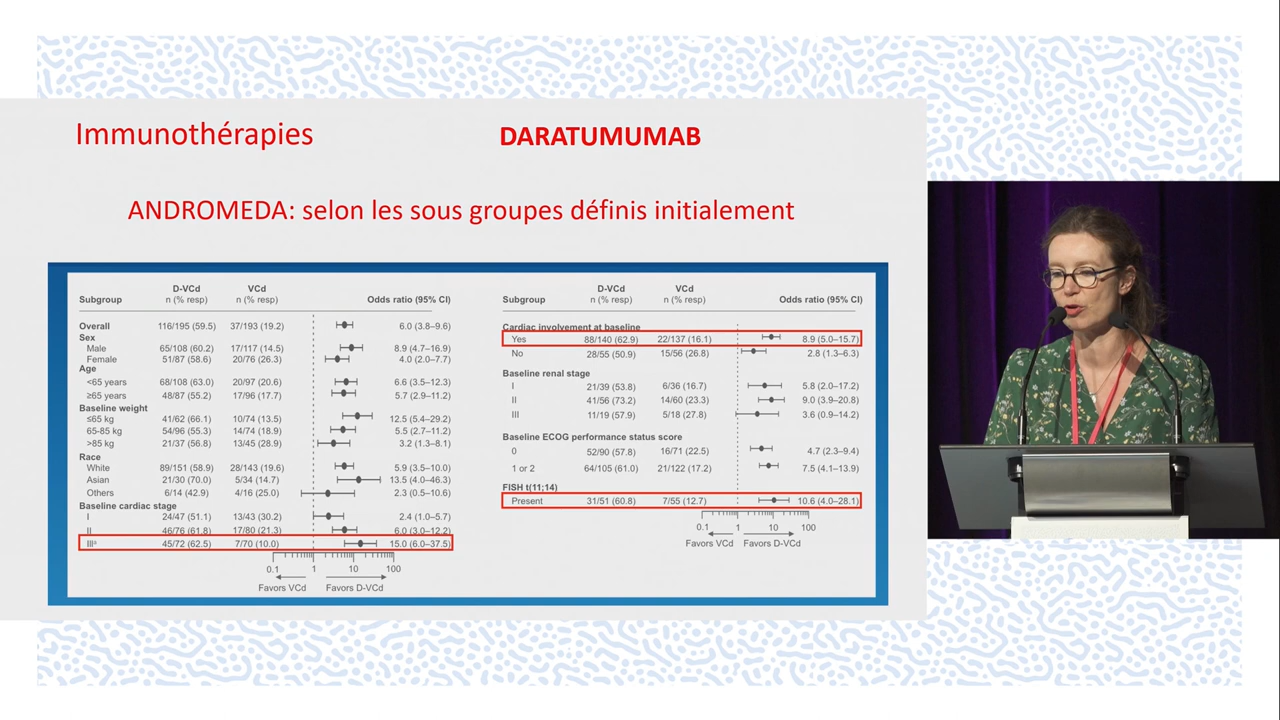 Immunothérapies
DARATUMUMAB
ANDROMEDA: selon les sous groupes définis initialement
D-VCd VCd
Subgroup n (% resp) n (% resp) Odds ratio (95% CI)
Overall 116/195 (59.5) 37/193 (19.2) 6.0 (3.8–9.6)
Sex
Male 65/108 (60.2) 17/117 (14.5) 8.9 (4.7–16.9)
Female 51/87 (58.6) 20/76 (26.3) 4.0 (2.0–7.7)
Age
<65 years 68/108 (63.0) 20/97 (20.6) 6.6 (3.5–12.3)
≥65 years 48/87 (55.2) 17/96 (17.7) 5.7 (2.9–11.2)
Baseline weight
≤65 kg 41/62 (66.1) 10/74 (13.5) 12.5 (5.4–29.2)
65-85 kg 54/96 (55.3) 14/74 (18.9) 5.5 (2.7–11.2)
>85 kg 21/37 (56.8) 13/45 (28.9) 3.2 (1.3–8.1)
Race
White 89/151 (58.9) 28/143 (19.6) 5.9 (3.5–10.0)
Asian 21/30 (70.0) 5/34 (14.7) 13.5 (4.0–46.3)
Others 6/14 (42.9) 4/16 (25.0) 2.3 (0.5–10.6)
Baseline cardiac stage
I 24/47 (51.1) 13/43 (30.2) 2.4 (1.0–5.7)
II 46/76 (61.8) 17/80 (21.3) 6.0 (3.0–12.2)
IIIᵃ 45/72 (62.5) 7/70 (10.0) 15.0 (6.0–37.5)
0.1 1 10 100
Favors VCd Favors D-VCd
D-VCd VCd
Subgroup n (% resp) n (% resp) Odds ratio (95% CI)
Cardiac involvement at baseline
Yes 88/140 (62.9) 22/137 (16.1) 8.9 (5.0–15.7)
No 28/55 (50.9) 15/56 (26.8) 2.8 (1.3–6.3)
Baseline renal stage
I 21/39 (53.8) 6/36 (16.7) 5.8 (2.0–17.2)
II 41/56 (73.2) 14/60 (23.3) 9.0 (3.9–20.8)
III 11/19 (57.9) 5/18 (27.8) 3.6 (0.9–14.2)
Baseline ECOG performance status score
0 52/90 (57.8) 16/71 (22.5) 4.7 (2.3–9.4)
1 or 2 64/105 (61.0) 21/122 (17.2) 7.5 (4.1–13.9)
FISH t(11;14)
Present 31/51 (60.8) 7/55 (12.7) 10.6 (4.0–28.1)
0.1 1 10 100
Favors VCd Favors D-VCd